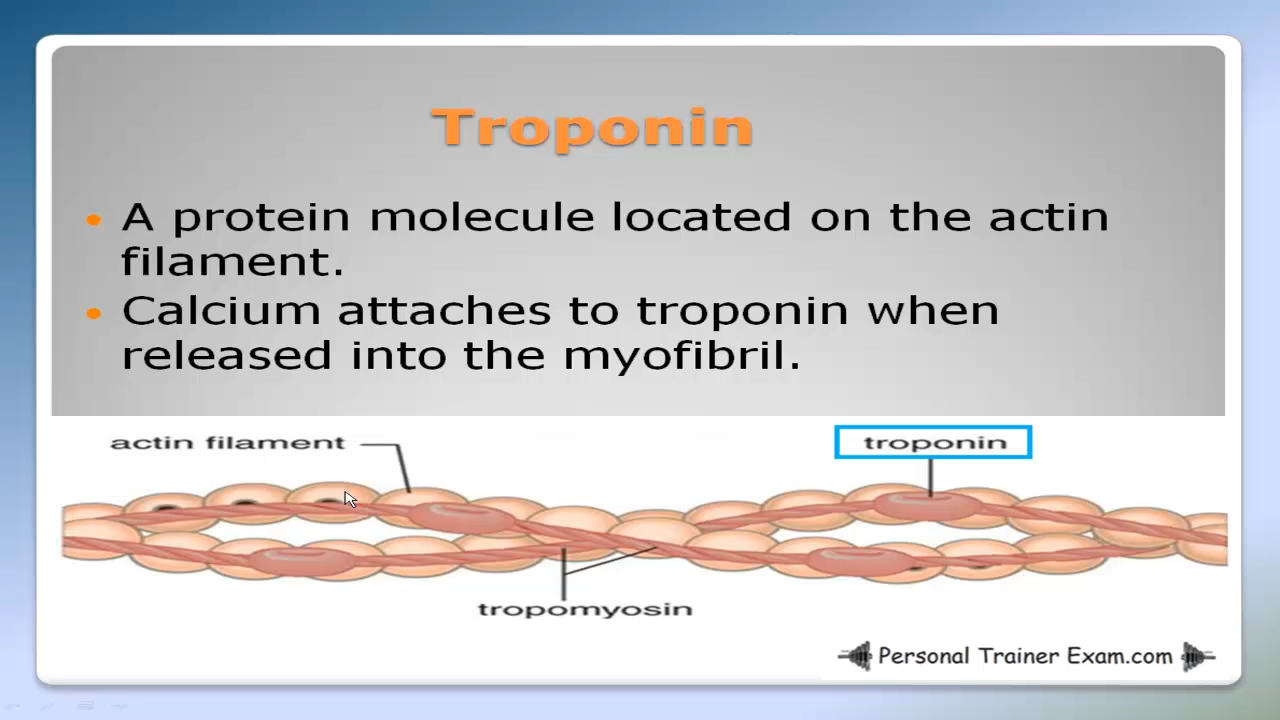 Troponin
• A protein molecule located on the actin
filament.
• Calcium attaches to troponin when
released into the myofibril.
actin filament
troponin
tropomyosin
Personal Trainer Exam.com